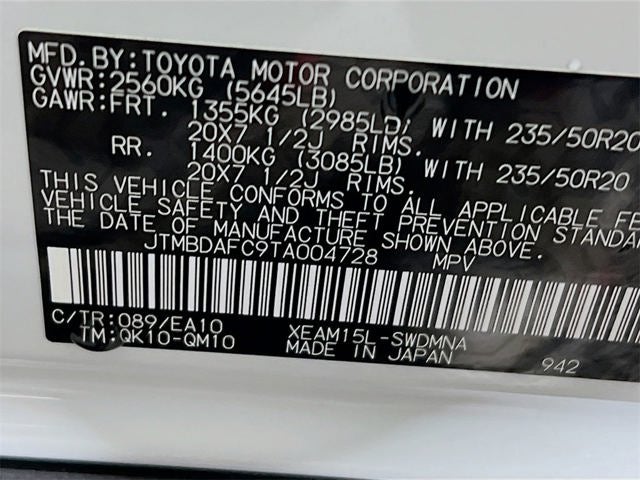 MFD.BY:TOYOTA MOTOR CORPORATION
GVWR:2560KG (5645LB)
GAWR:FRT. 1355KG (2985LB) WITH 235/50R20
20X7 1/2J RIMS.
RR. 1400KG (3085LB) WITH 235/50R20
20X7 1/2J RIMS.
THIS VEHICLE CONFORMS TO ALL APPLICABLE FE
VEHICLE SAFETY AND THEFT PREVENTION STANDA
THE DATE OF MANUFACTURE SHOWN ABOVE.
JTMBDAFC9TA004728 MPV
C/TR:089/EA10 XEAM15L-SWDMNA
TM:QK10-QM10 MADE IN JAPAN 942